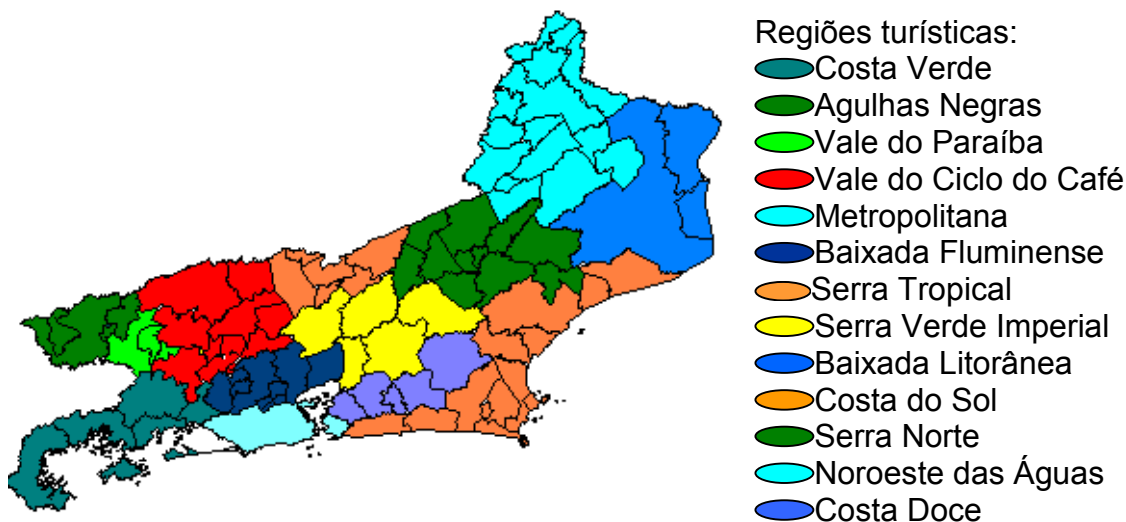 Regiões turísticas:
Costa Verde
Agulhas Negras
Vale do Paraíba
Vale do Ciclo do Café
Metropolitana
Baixada Fluminense
Serra Tropical
Serra Verde Imperial
Baixada Litorânea
Costa do Sol
Serra Norte
Noroeste das Águas
Costa Doce